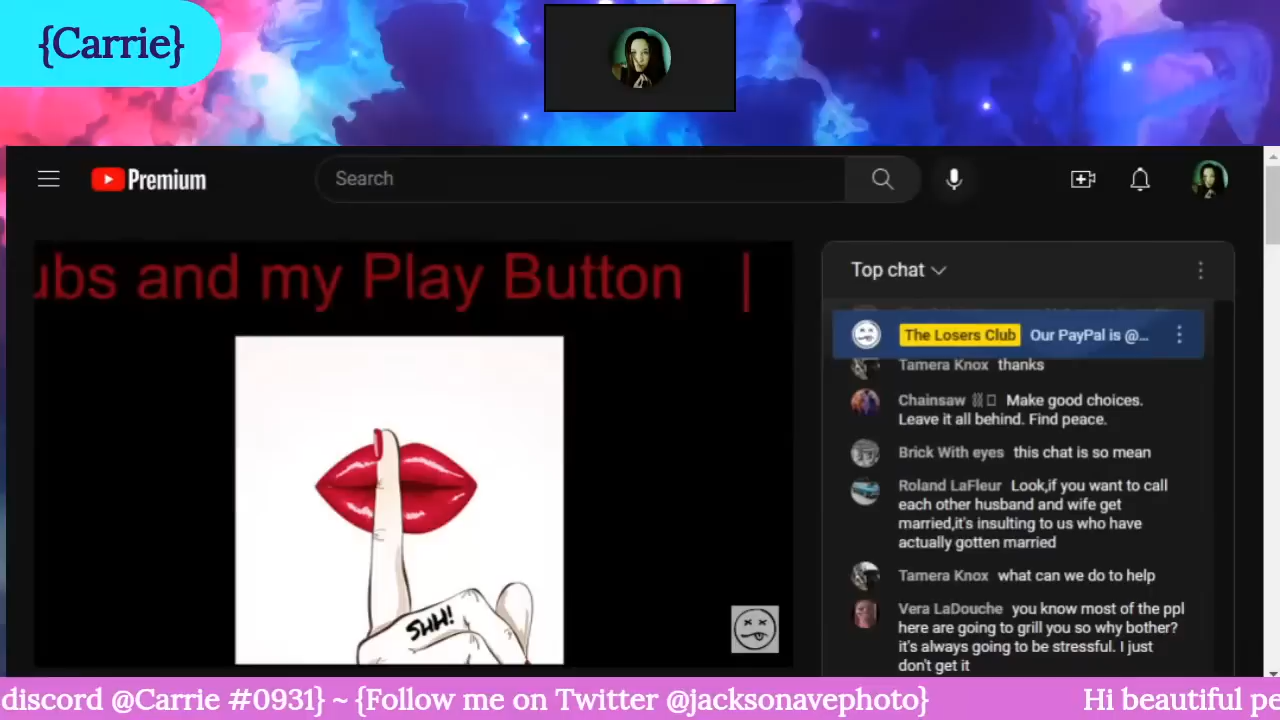 {Carrie}
Premium
Search
ubs and my Play Button |
SHH!
Top chat
The Losers Club Our PayPal is @...
Tamera Knox thanks
Chainsaw Make good choices.
Leave it all behind. Find peace.
Brick With eyes this chat is so mean
Roland LaFleur Look,if you want to call
each other husband and wife get
married,it's insulting to us who have
actually gotten married
Tamera Knox what can we do to help
Vera LaDouche you know most of the ppl
here are going to grill you so why bother?
it's always going to be stressful. I just
don't get it
discord @Carrie #0931} ~ {Follow me on Twitter @jacksonavephoto} Hi beautiful pe